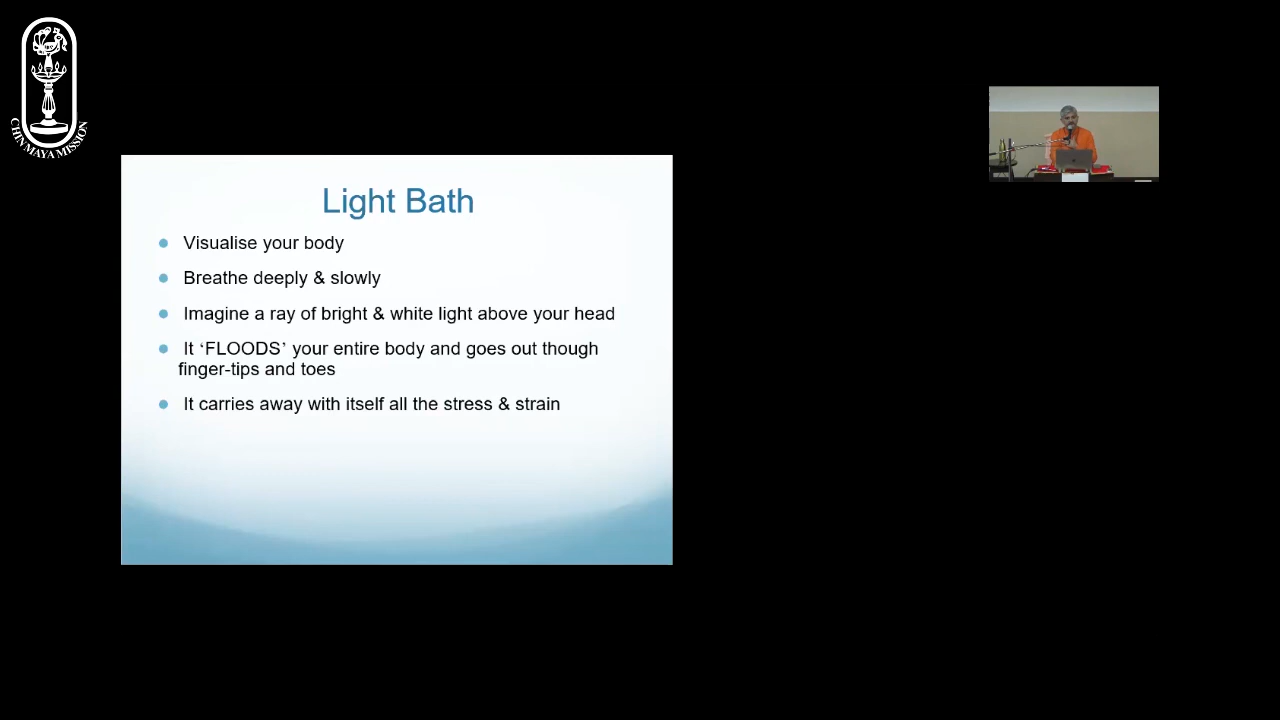 CHINMAYA MISSION
Light Bath
Visualise your body
Breathe deeply & slowly
Imagine a ray of bright & white light above your head
It ‘FLOODS’ your entire body and goes out though
finger-tips and toes
It carries away with itself all the stress & strain